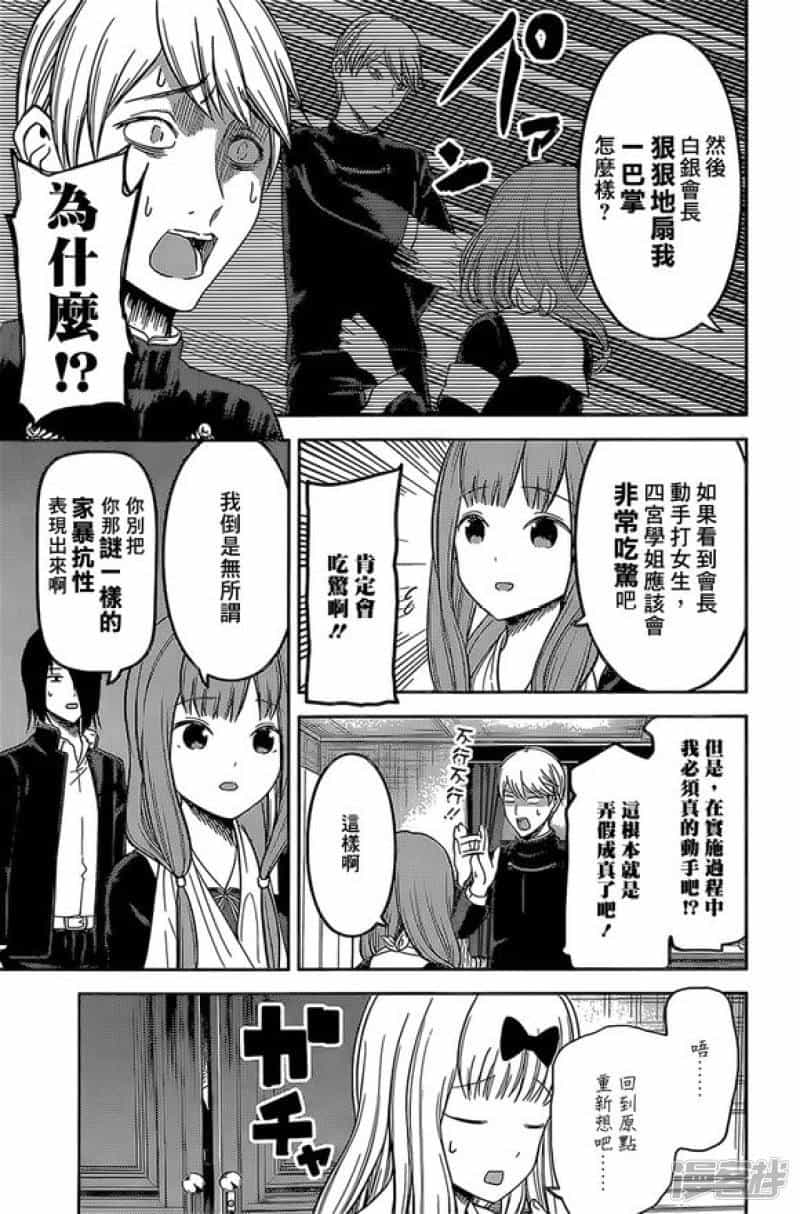 然後
白銀會長
狠狠地扇我
一巴掌
怎麼樣？
パァン
為什麼！？
如果看到會長
動手打女生，
四宮學姐應該會
非常吃驚吧
肯定會
吃驚啊！！
我倒是無所謂
你別把
你那謎一樣的
家暴抗性
表現出來啊
但是，在實施過程中
我必須真的動手吧！？
這根本就是
弄假成真了吧！
不行不行！！
這樣啊
唔……
回到原點
重新想吧……
ガチャ
漫客栈